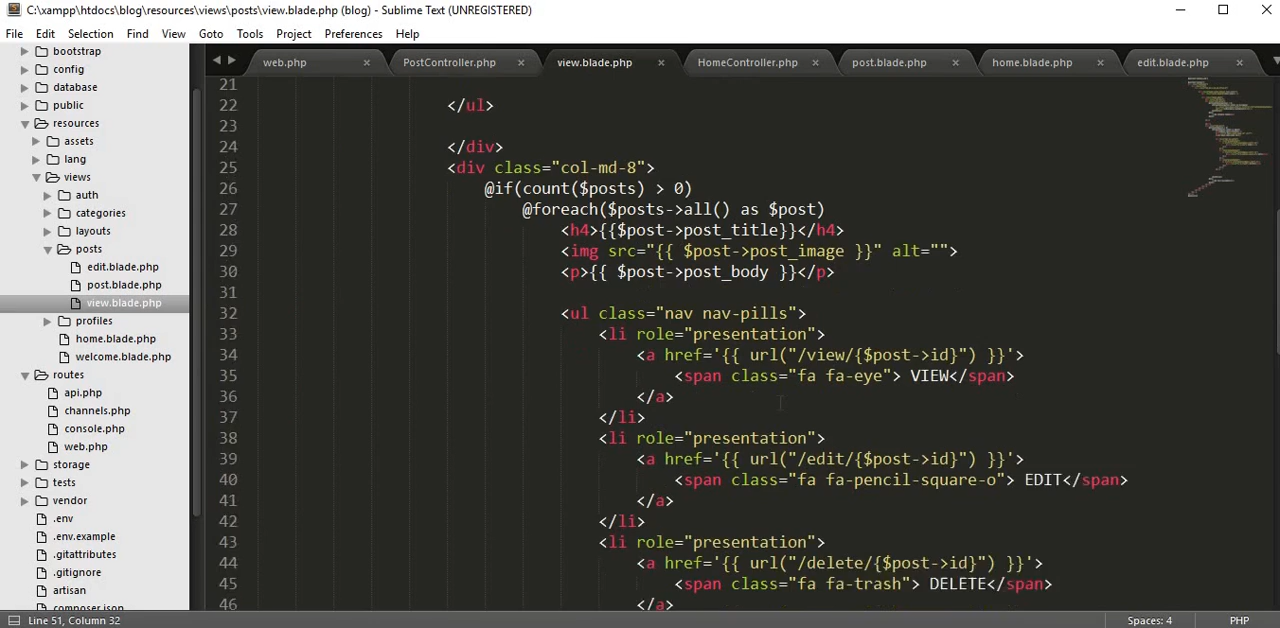 C:\xampp\htdocs\blog\resources\views\posts\view.blade.php (blog) - Sublime Text (UNREGISTERED)
File Edit Selection Find View Goto Tools Project Preferences Help
web.php PostController.php view.blade.php HomeController.php post.blade.php home.blade.php edit.blade.php
bootstrap
config
database
public
resources
assets
lang
views
auth
categories
layouts
posts
edit.blade.php
post.blade.php
view.blade.php
profiles
home.blade.php
welcome.blade.php
routes
api.php
channels.php
console.php
web.php
storage
tests
vendor
.env
.env.example
.gitattributes
.gitignore
artisan
composer.json
21
22 </ul>
23
24 </div>
25 <div class="col-md-8">
26 @if(count($posts) > 0)
27 @foreach($posts->all() as $post)
28 <h4>{{$post->post_title}}</h4>
29 <img src="{{ $post->post_image }}" alt="">
30 <p>{{ $post->post_body }}</p>
31
32 <ul class="nav nav-pills">
33 <li role="presentation">
34 <a href='{{ url("/view/{$post->id}") }}'>
35 <span class="fa fa-eye"> VIEW</span>
36 </a>
37 </li>
38 <li role="presentation">
39 <a href='{{ url("/edit/{$post->id}") }}'>
40 <span class="fa fa-pencil-square-o"> EDIT</span>
41 </a>
42 </li>
43 <li role="presentation">
44 <a href='{{ url("/delete/{$post->id}") }}'>
45 <span class="fa fa-trash"> DELETE</span>
46 </a>
Line 51, Column 32 Spaces: 4 PHP